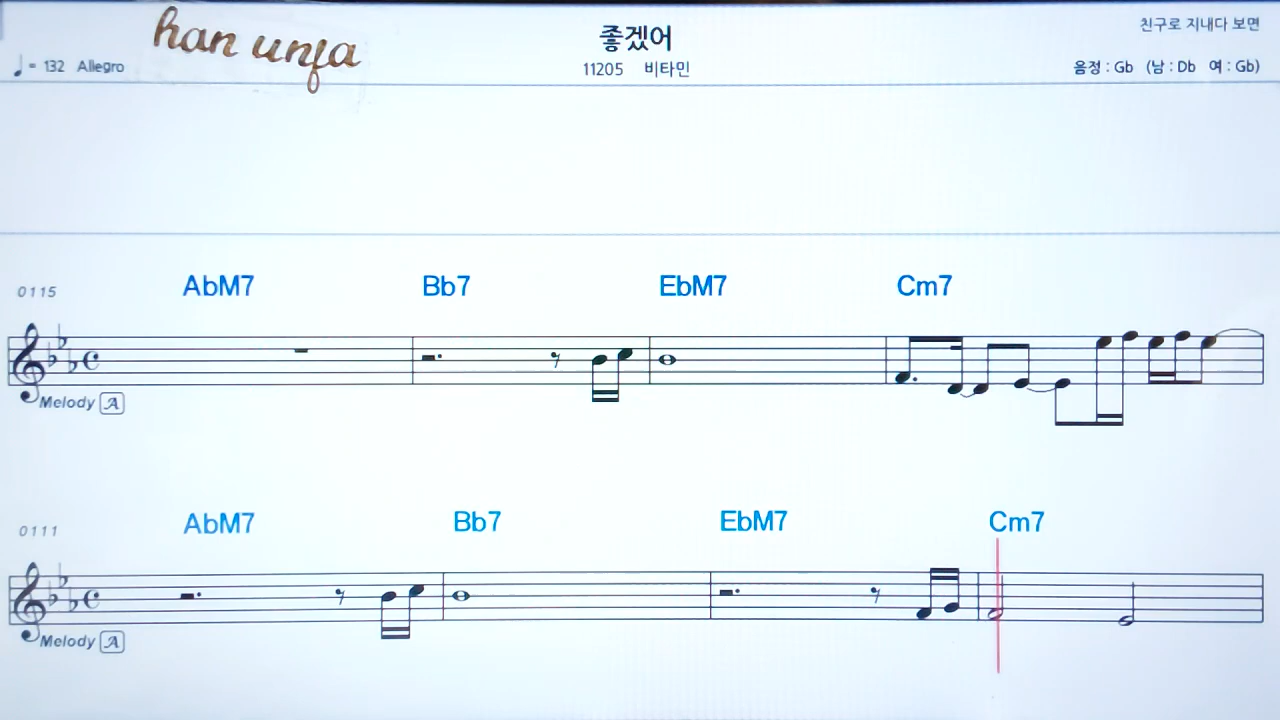 han unfa
좋겠어
친구로 지내다 보면
♩= 132 Allegro
11205 비타민
음정 : Gb (남 : Db 여 : Gb)
0115 AbM7 Bb7 EbM7 Cm7
Melody A
0111 AbM7 Bb7 EbM7 Cm7
Melody A